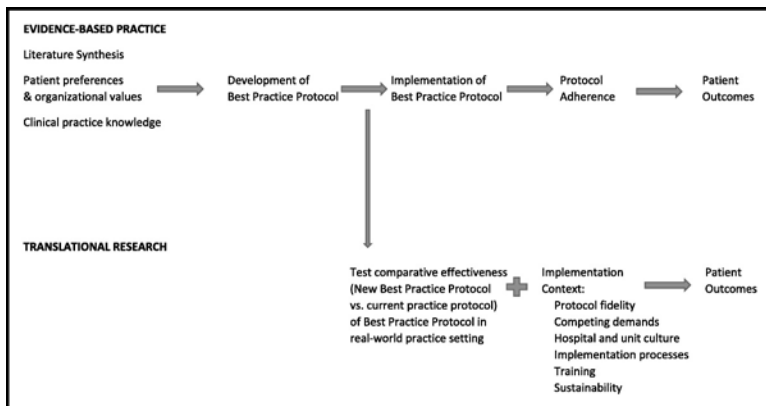 EVIDENCE-BASED PRACTICE
Literature Synthesis
Patient preferences
& organizational values
Clinical practice knowledge
Development of
Best Practice Protocol
Implementation of
Best Practice Protocol
Protocol
Adherence
Patient
Outcomes
TRANSLATIONAL RESEARCH
Test comparative effectiveness
(New Best Practice Protocol
vs. current practice protocol)
of Best Practice Protocol in
real-world practice setting
Implementation
Context:
Protocol fidelity
Competing demands
Hospital and unit culture
Implementation processes
Training
Sustainability
Patient
Outcomes